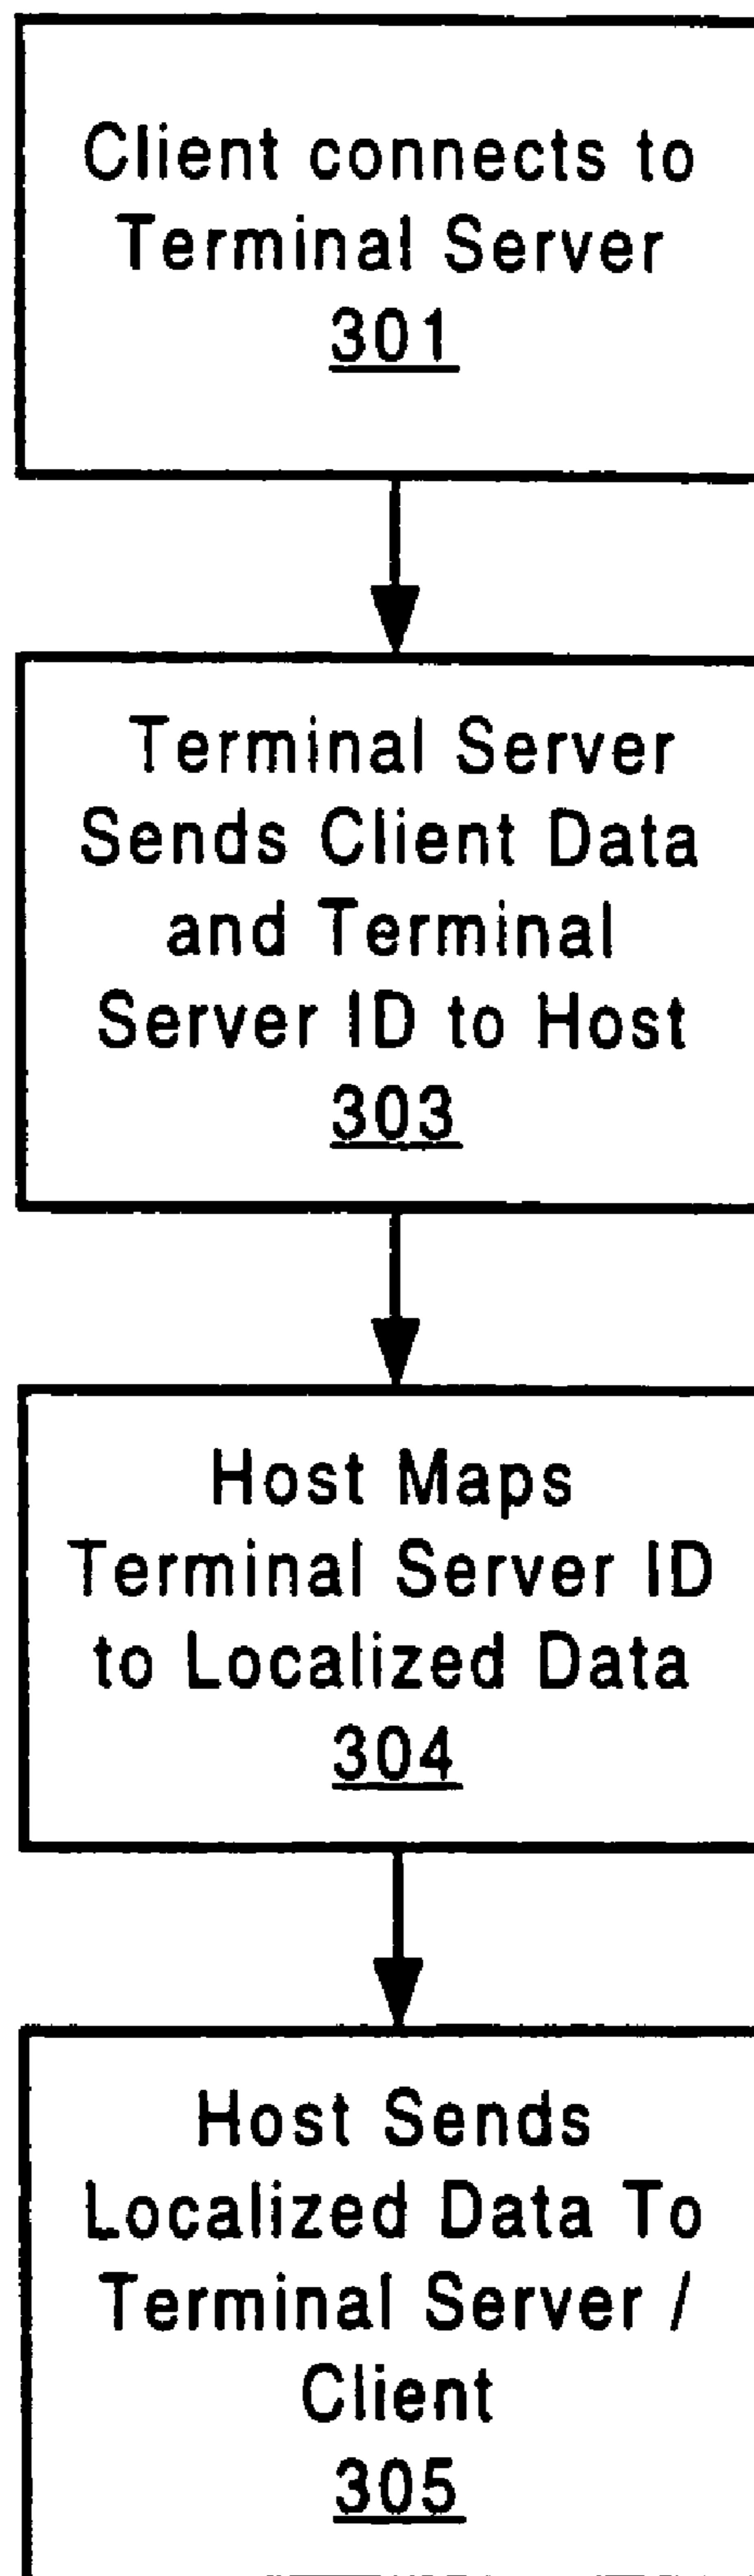 Client connects to
Terminal Server
301
Terminal Server
Sends Client Data
and Terminal
Server ID to Host
303
Host Maps
Terminal Server ID
to Localized Data
304
Host Sends
Localized Data To
Terminal Server /
Client
305